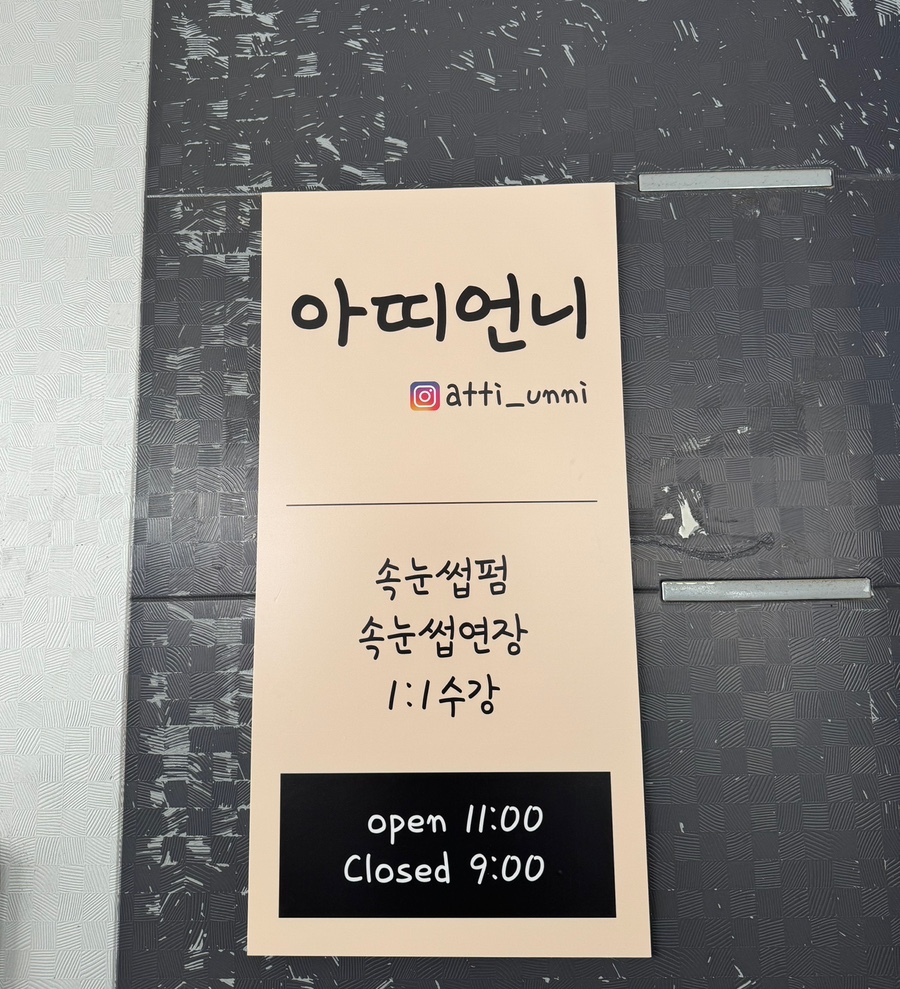 아띠언니
atti_unni
속눈썹펌
속눈썹연장
1:1수강
open 11:00
Closed 9:00